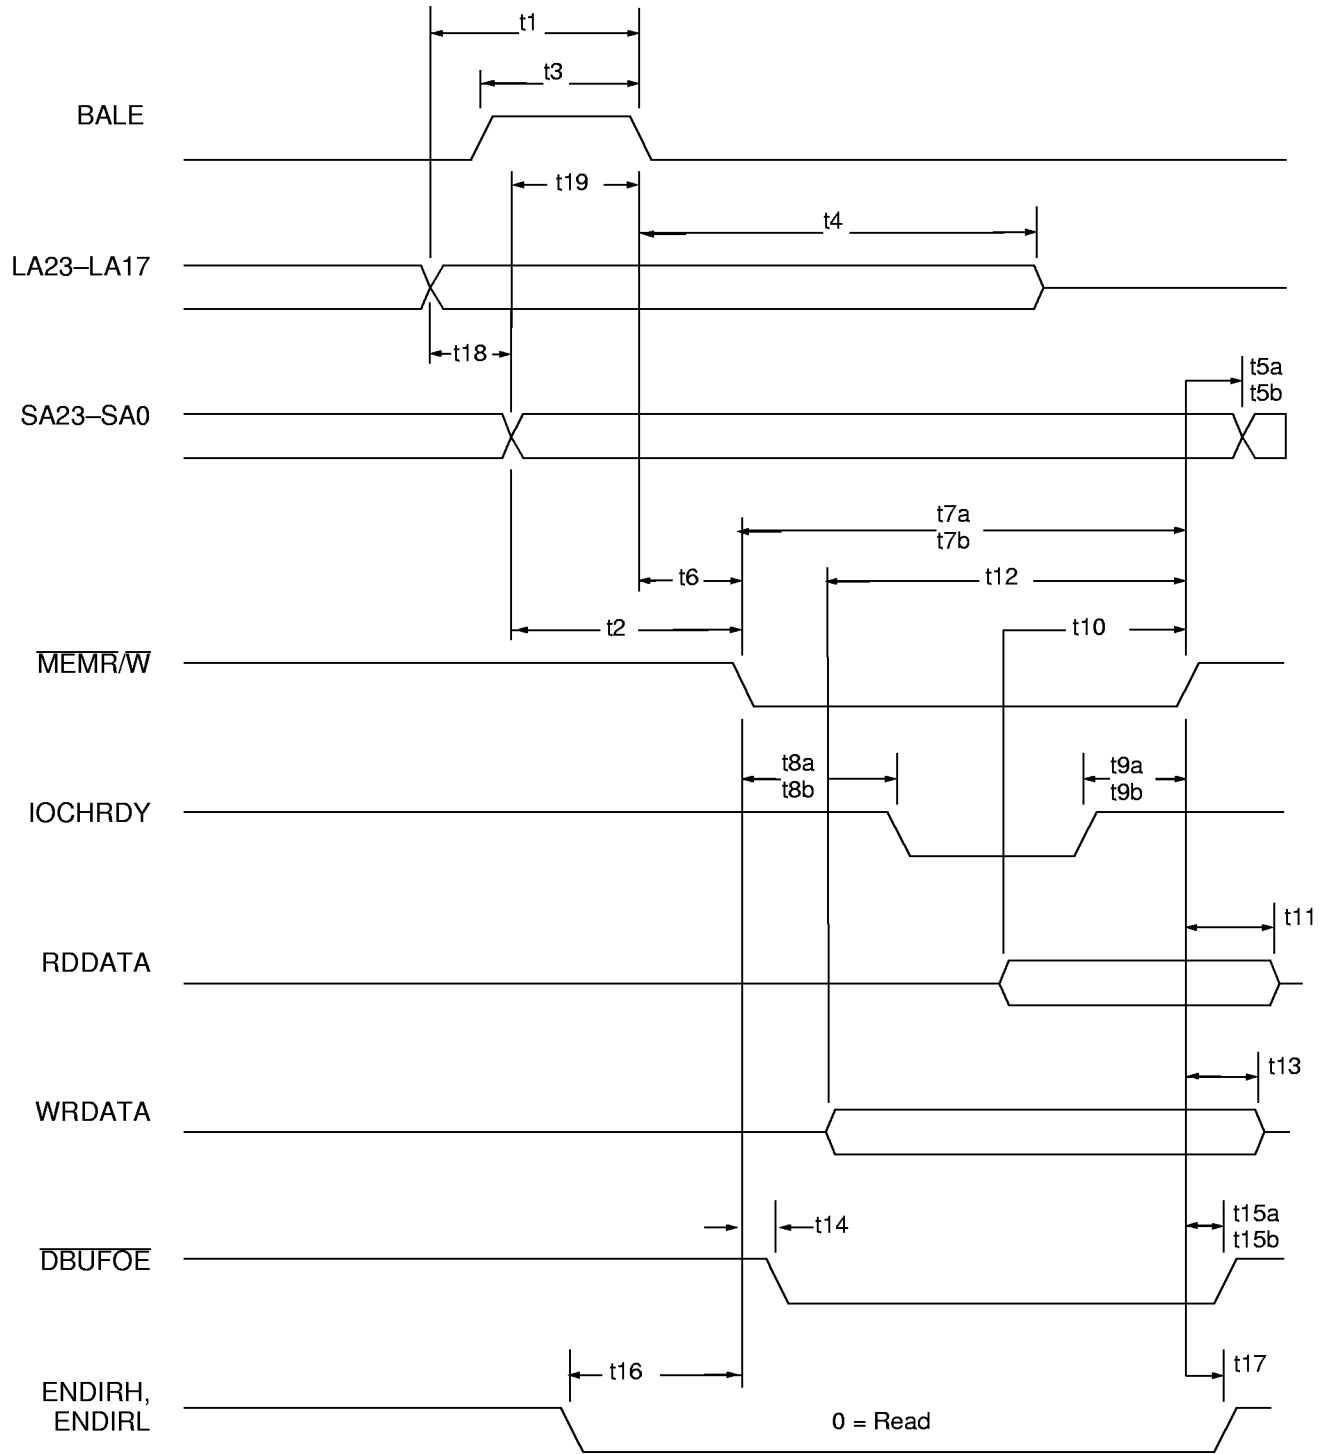 t1
t3
BALE
t19
t4
LA23–LA17
t18
t5a
t5b
SA23–SA0
t7a
t7b
t6
t12
t2
t10
MEMR/W
t8a
t8b
t9a
t9b
IOCHRDY
t11
RDDATA
t13
WRDATA
t14
t15a
t15b
DBUFOE
t16
t17
ENDIRH,
ENDIRL
0 = Read